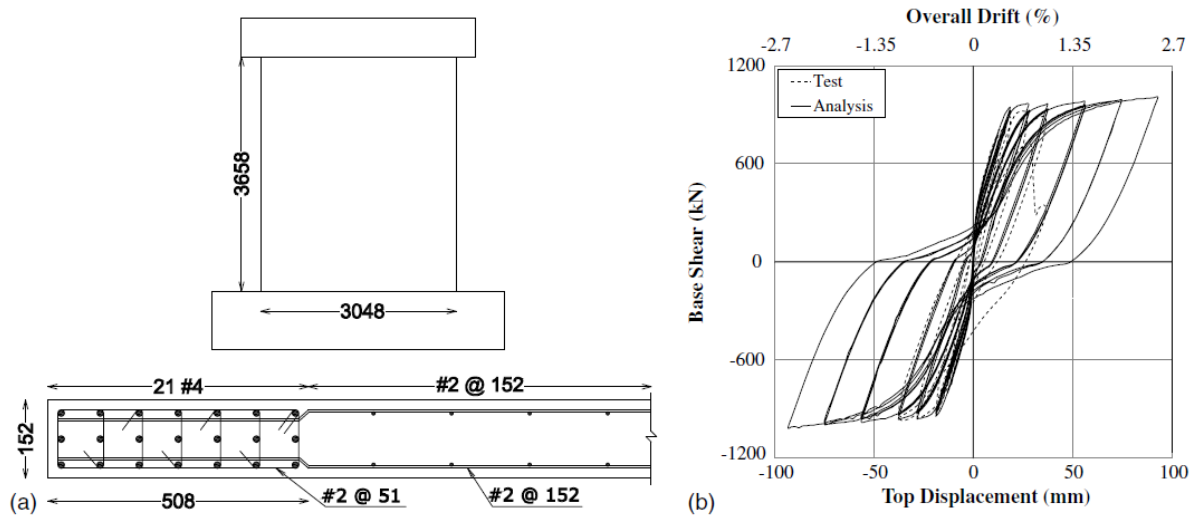 3658
3048
21 #4
#2 @ 152
152
#2 @ 51
#2 @ 152
508
(a)
Overall Drift (%)
-2.7 -1.35 0 1.35 2.7
Test
Analysis
1200
600
0
-600
-1200
Base Shear (kN)
-100 -50 0 50 100
Top Displacement (mm)
(b)